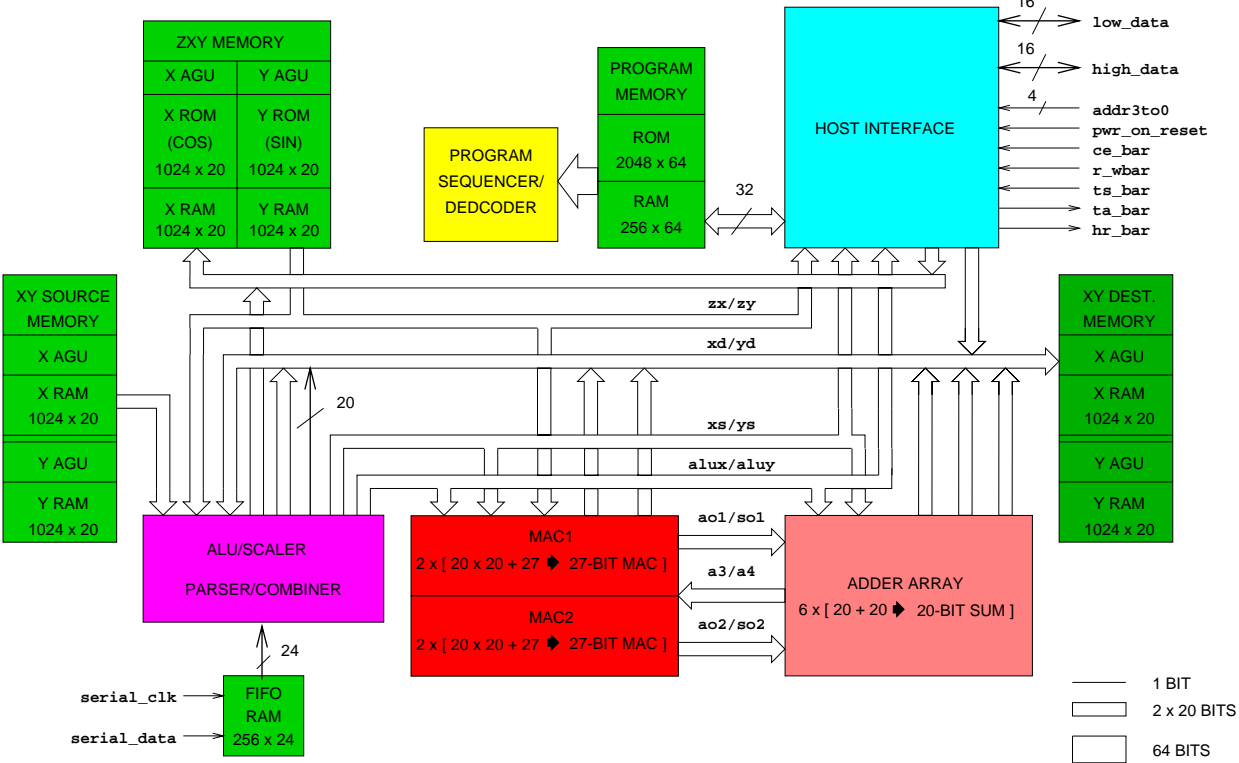 16
low_data
16
high_data
4
addr3to0
pwr_on_reset
ce_bar
r_wbar
ts_bar
ta_bar
hr_bar
ZXY MEMORY
X AGU Y AGU
X ROM Y ROM
(COS) (SIN)
1024 x 20 1024 x 20
X RAM Y RAM
1024 x 20 1024 x 20
PROGRAM
MEMORY
ROM
2048 x 64
RAM
256 x 64
PROGRAM
SEQUENCER/
DEDCODER
32
HOST INTERFACE
XY SOURCE
MEMORY
X AGU
X RAM
1024 x 20
Y AGU
Y RAM
1024 x 20
zx/zy
xd/yd
20
xs/ys
alux/aluy
XY DEST.
MEMORY
X AGU
X RAM
1024 x 20
Y AGU
Y RAM
1024 x 20
ALU/SCALER
PARSER/COMBINER
MAC1
2 x [ 20 x 20 + 27 🡆 27-BIT MAC ]
MAC2
2 x [ 20 x 20 + 27 🡆 27-BIT MAC ]
ao1/so1
a3/a4
ao2/so2
ADDER ARRAY
6 x [ 20 + 20 🡆 20-BIT SUM ]
24
serial_clk
serial_data
FIFO
RAM
256 x 24
1 BIT
2 x 20 BITS
64 BITS